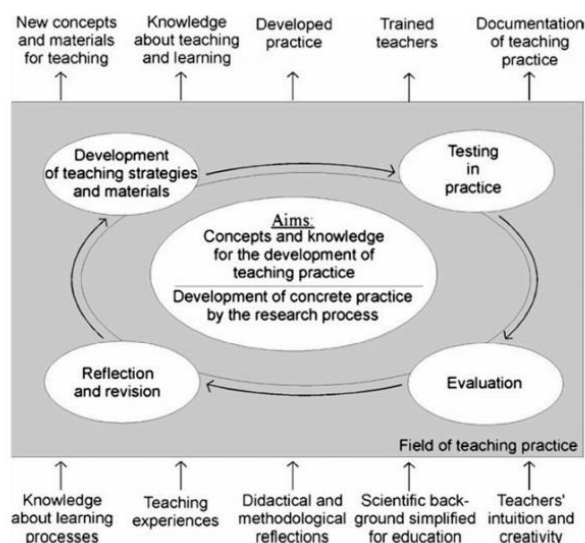 New concepts
and materials
for teaching
Knowledge
about teaching
and learning
Developed
practice
Trained
teachers
Documentation
of teaching
practice
Development
of teaching strategies
and materials
Testing
in
practice
Aims:
Concepts and knowledge
for the development of
teaching practice
Development of concrete practice
by the research process
Reflection
and revision
Evaluation
Field of teaching practice
Knowledge
about learning
processes
Teaching
experiences
Didactical and
methodological
reflections
Scientific back-
ground simplified
for education
Teachers'
intuition and
creativity